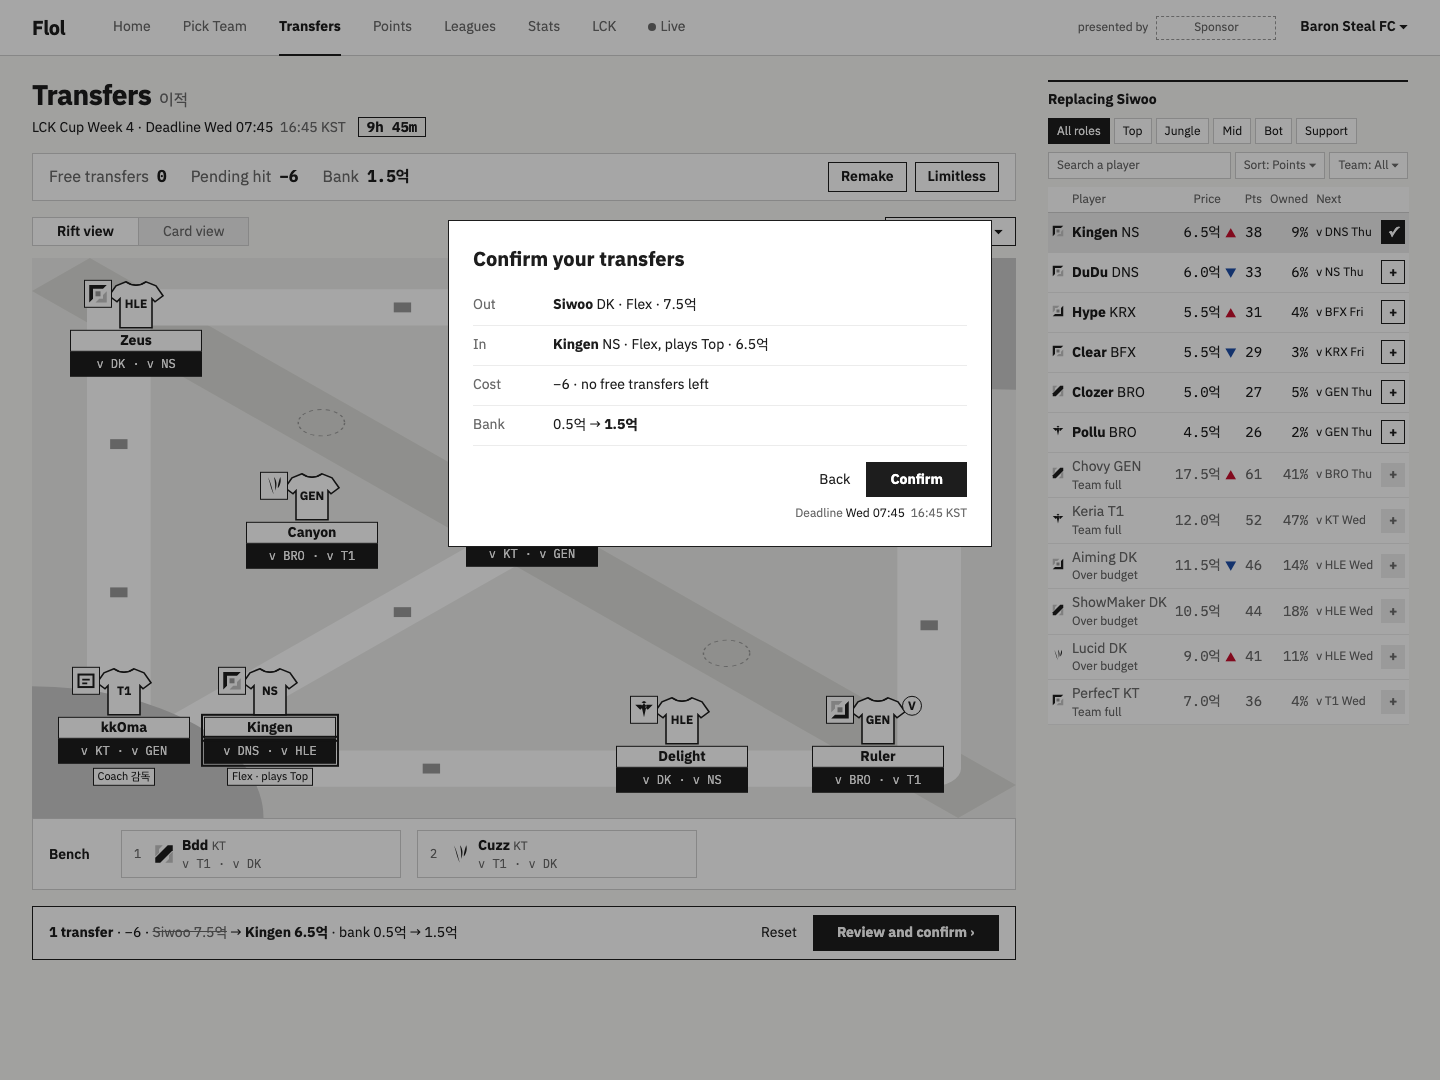 Flol
Home Pick Team Transfers Points Leagues Stats LCK Live
presented by Sponsor Baron Steal FC
Transfers 이적
LCK Cup Week 4 · Deadline Wed 07:45 16:45 KST 9h 45m
Free transfers 0 Pending hit −6 Bank 1.5억
Remake Limitless
Rift view Card view
HLE
Zeus
v DK · v NS
GEN
Canyon
v BRO · v T1
v KT · v GEN
T1
kkOma
v KT · v GEN
Coach 감독
NS
Kingen
v DNS · v HLE
Flex · plays Top
HLE
Delight
v DK · v NS
GEN V
Ruler
v BRO · v T1
Bench
1 Bdd KT
v T1 · v DK
2 Cuzz KT
v T1 · v DK
1 transfer · −6 · Siwoo 7.5억 → Kingen 6.5억 · bank 0.5억 → 1.5억
Reset Review and confirm ›
Confirm your transfers
Out Siwoo DK · Flex · 7.5억
In Kingen NS · Flex, plays Top · 6.5억
Cost −6 · no free transfers left
Bank 0.5억 → 1.5억
Back Confirm
Deadline Wed 07:45 16:45 KST
Replacing Siwoo
All roles Top Jungle Mid Bot Support
Search a player Sort: Points Team: All
Player Price Pts Owned Next
Kingen NS 6.5억 ▲ 38 9% v DNS Thu ✓
DuDu DNS 6.0억 ▼ 33 6% v NS Thu +
Hype KRX 5.5억 ▲ 31 4% v BFX Fri +
Clear BFX 5.5억 ▼ 29 3% v KRX Fri +
Clozer BRO 5.0억 27 5% v GEN Thu +
Pollu BRO 4.5억 26 2% v GEN Thu +
Chovy GEN 17.5억 ▲ 61 41% v BRO Thu +
Team full
Keria T1 12.0억 52 47% v KT Wed +
Team full
Aiming DK 11.5억 ▼ 46 14% v HLE Wed +
Over budget
ShowMaker DK 10.5억 44 18% v HLE Wed +
Over budget
Lucid DK 9.0억 ▲ 41 11% v HLE Wed +
Over budget
PerfecT KT 7.0억 36 4% v T1 Wed +
Team full